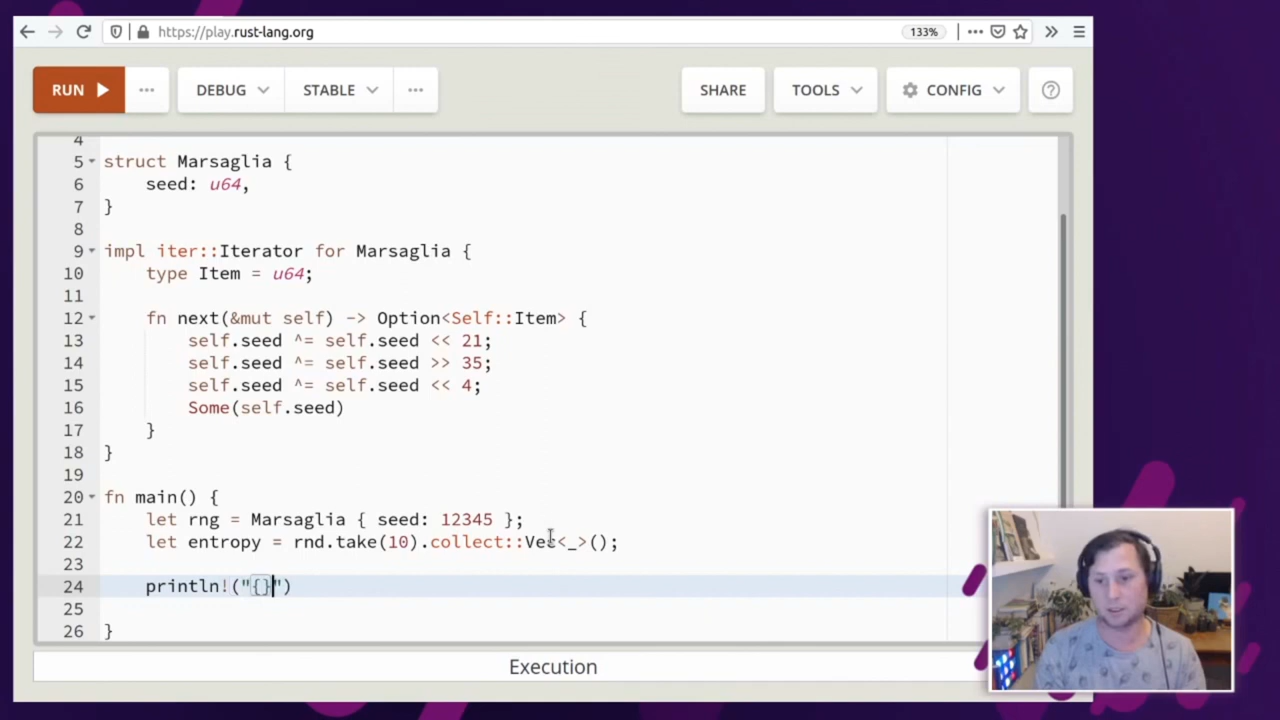 https://play.rust-lang.org 133%
RUN DEBUG STABLE SHARE TOOLS CONFIG
4
5 struct Marsaglia {
6 seed: u64,
7 }
8
9 impl iter::Iterator for Marsaglia {
10 type Item = u64;
11
12 fn next(&mut self) -> Option<Self::Item> {
13 self.seed ^= self.seed << 21;
14 self.seed ^= self.seed >> 35;
15 self.seed ^= self.seed << 4;
16 Some(self.seed)
17 }
18 }
19
20 fn main() {
21 let rng = Marsaglia { seed: 12345 };
22 let entropy = rnd.take(10).collect::Vec<_>();
23
24 println!("{}")
25
26 }
Execution